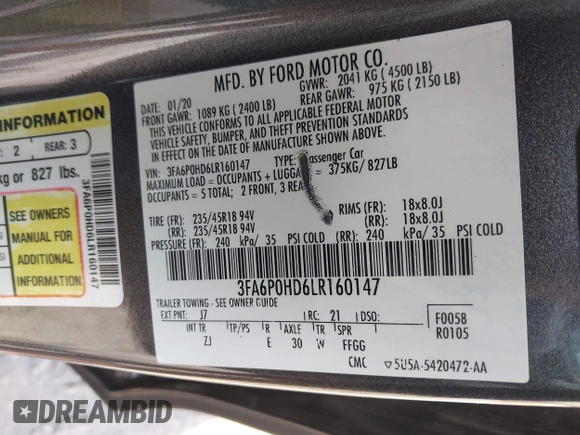 INFORMATION
2 REAR: 3
kg or 827 lbs.
SEE OWNERS
MANUAL FOR
ADDITIONAL
INFORMATION
3FA6P0HD6LR160147
MFD. BY FORD MOTOR CO.
DATE: 01/20 GVWR: 2041 KG (4500 LB)
FRONT GAWR: 1089 KG (2400 LB) REAR GAWR: 975 KG (2150 LB)
THIS VEHICLE CONFORMS TO ALL APPLICABLE FEDERAL MOTOR
VEHICLE SAFETY, BUMPER, AND THEFT PREVENTION STANDARDS
IN EFFECT ON THE DATE OF MANUFACTURE SHOWN ABOVE.
VIN: 3FA6P0HD6LR160147 TYPE: Passenger Car
MAXIMUM LOAD = OCCUPANTS + LUGGA = 375KG/ 827LB
OCCUPANTS = 5 TOTAL; 2 FRONT, 3 REA
TIRE (FR): 235/45R18 94V RIMS (FR): 18x8.0J
(RR): 235/45R18 94V (RR): 18x8.0J
PRESSURE (FR): 240 kPa/ 35 PSI COLD (RR): 240 kPa/ 35 PSI COLD
3FA6P0HD6LR160147
TRAILER TOWING - SEE OWNER GUIDE
EXT PNT: J7 RC: 21 DSO: F0058
R0105
INT TR TP/PS R AXLE TR SPR
ZJ E 30 W FFGG
CMC ▽5U5A-5420472-AA
DREAMBID